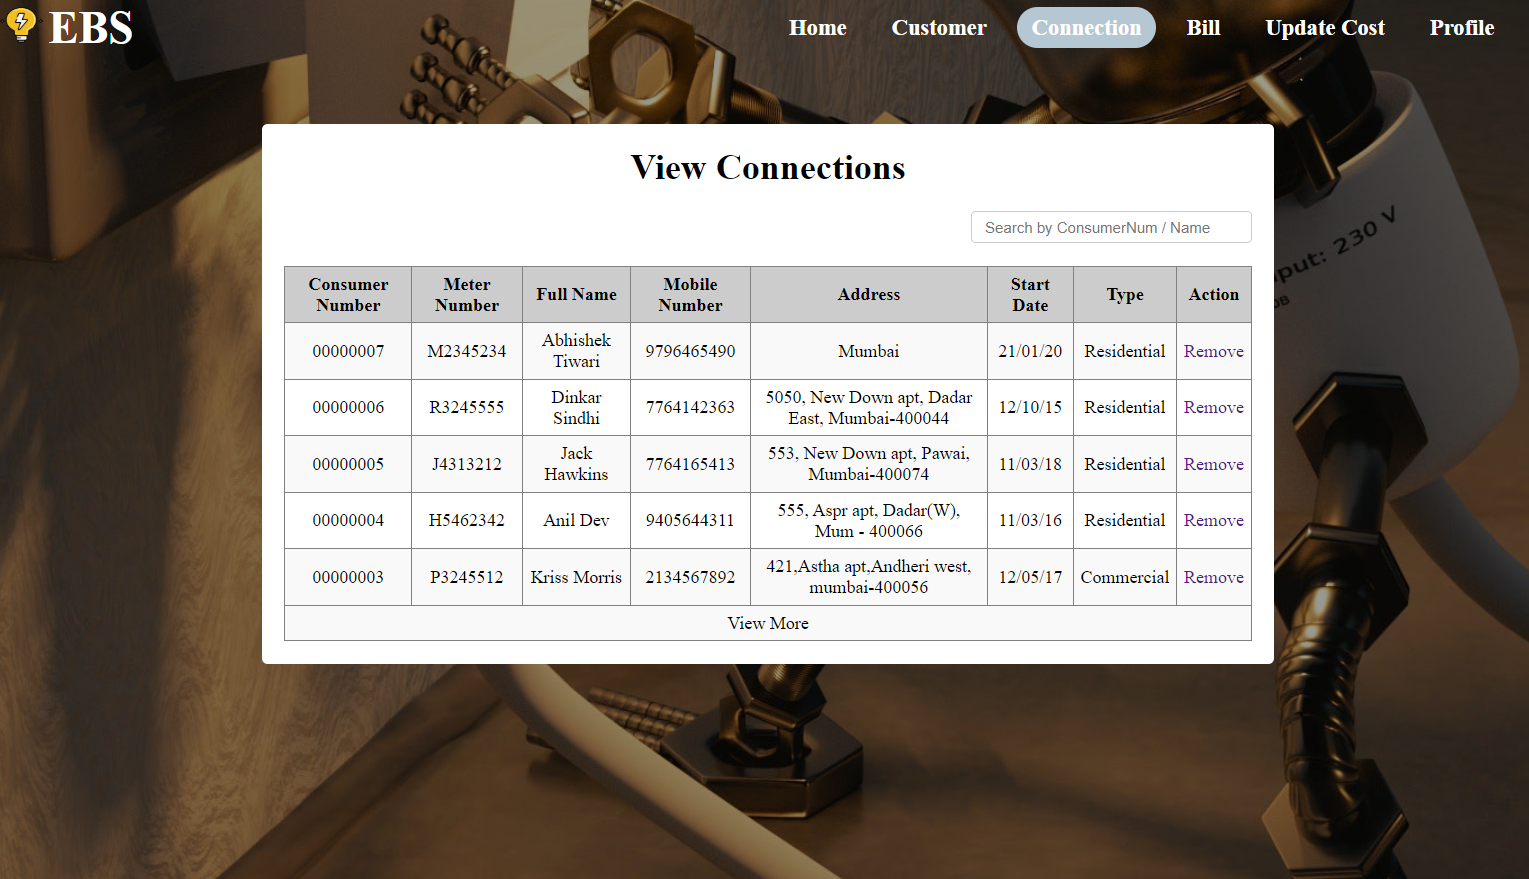 EBS
Home Customer Connection Bill Update Cost Profile
View Connections
Search by ConsumerNum / Name
Consumer Number Meter Number Full Name Mobile Number Address Start Date Type Action
00000007 M2345234 Abhishek Tiwari 9796465490 Mumbai 21/01/20 Residential Remove
00000006 R3245555 Dinkar Sindhi 7764142363 5050, New Down apt, Dadar East, Mumbai-400044 12/10/15 Residential Remove
00000005 J4313212 Jack Hawkins 7764165413 553, New Down apt, Pawai, Mumbai-400074 11/03/18 Residential Remove
00000004 H5462342 Anil Dev 9405644311 555, Aspr apt, Dadar(W), Mum - 400066 11/03/16 Residential Remove
00000003 P3245512 Kriss Morris 2134567892 421,Astha apt,Andheri west, mumbai-400056 12/05/17 Commercial Remove
View More
put: 230 V